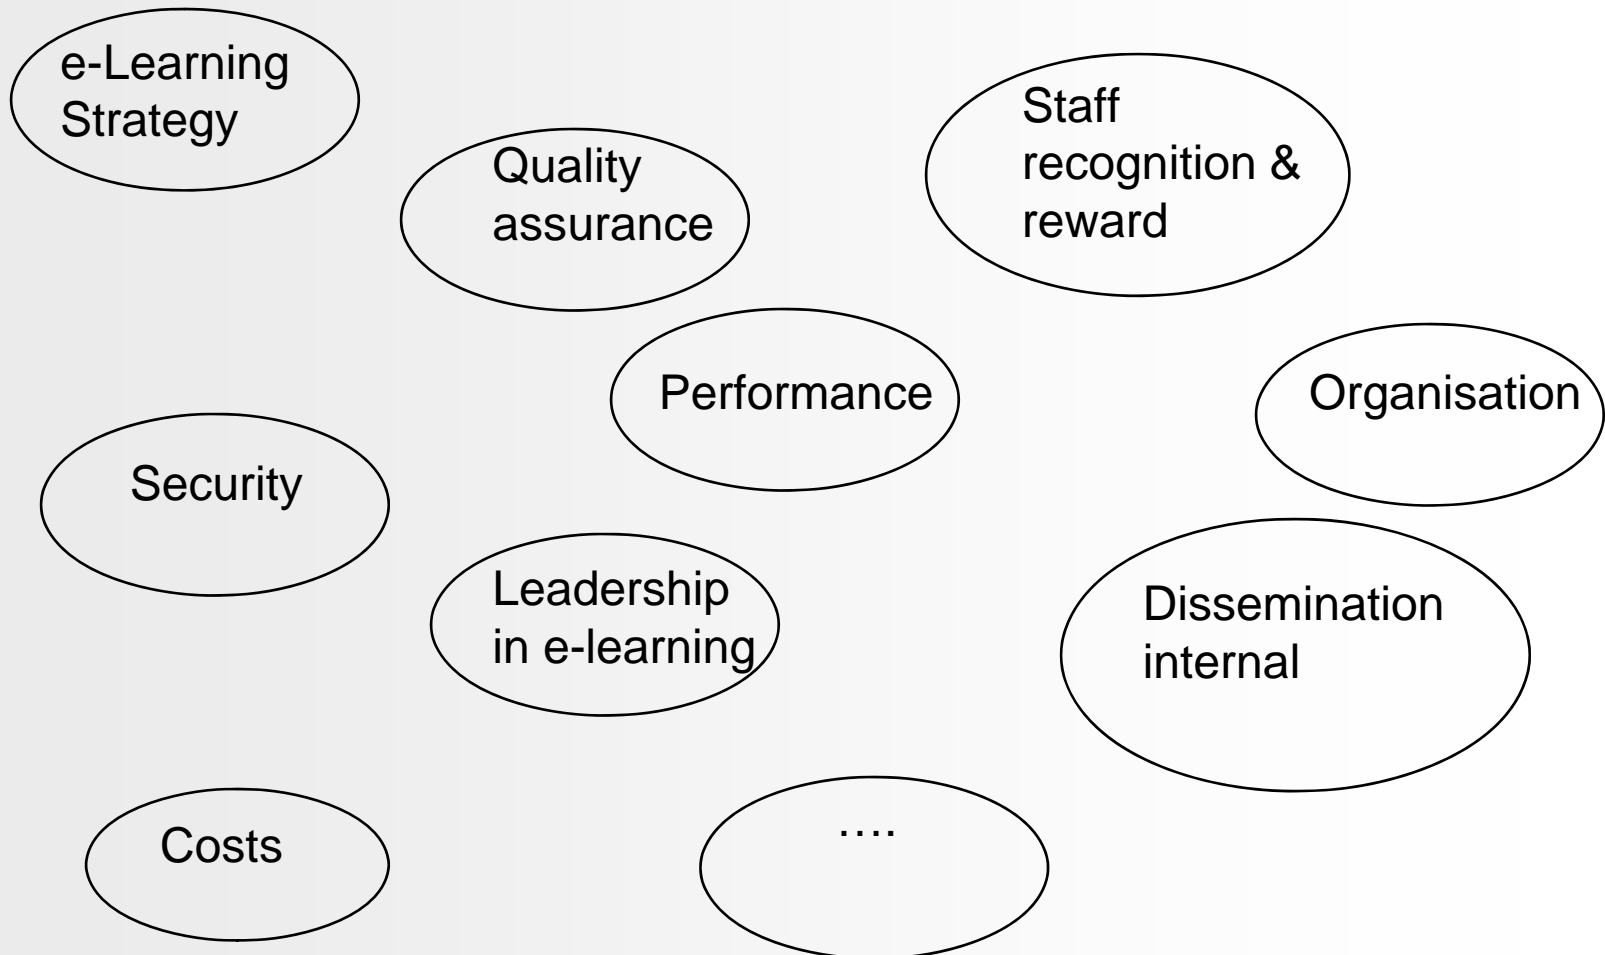 e-Learning
Strategy
Quality
assurance
Staff
recognition &
reward
Performance
Organisation
Security
Leadership
in e-learning
Dissemination
internal
Costs
….